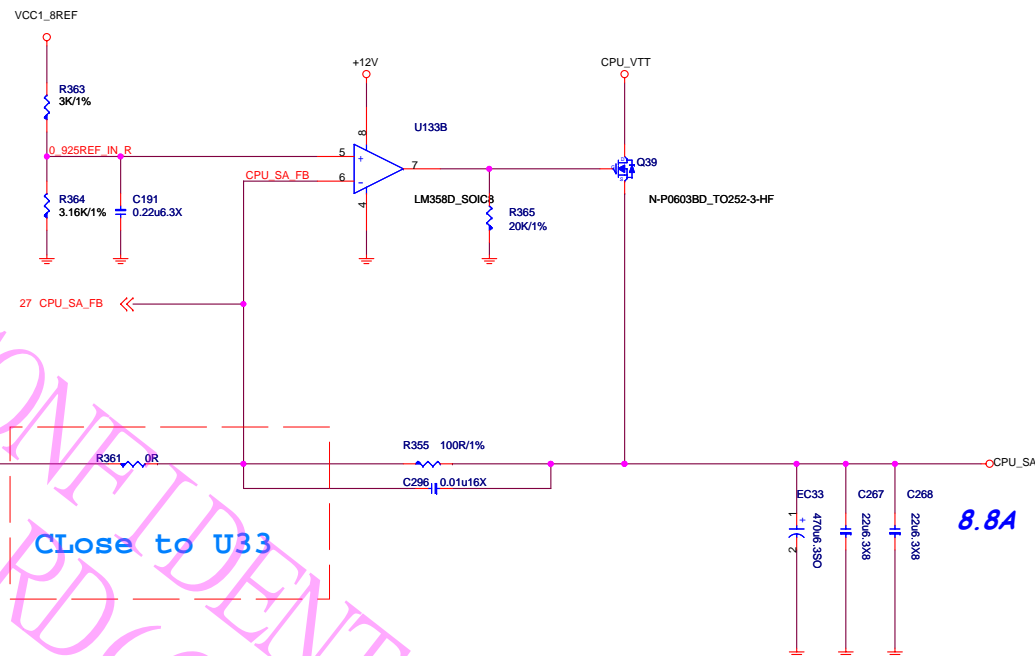 VCC1_8REF
R363
3K/1%
+12V
CPU_VTT
U133B
8
0_925REF_IN_R
5
+
7
Q39
CPU_SA_FB
6
-
LM358D_SOIC8
N-P0603BD_TO252-3-HF
4
R364
3.16K/1%
C191
0.22u6.3X
R365
20K/1%
27 CPU_SA_FB
R355 100R/1%
R361 0R
C296 0.01u16X
CPU_SA
EC33
C267
C268
1
+
2
470u6.3SO
22u6.3X8
22u6.3X8
8.8A
CLose to U33